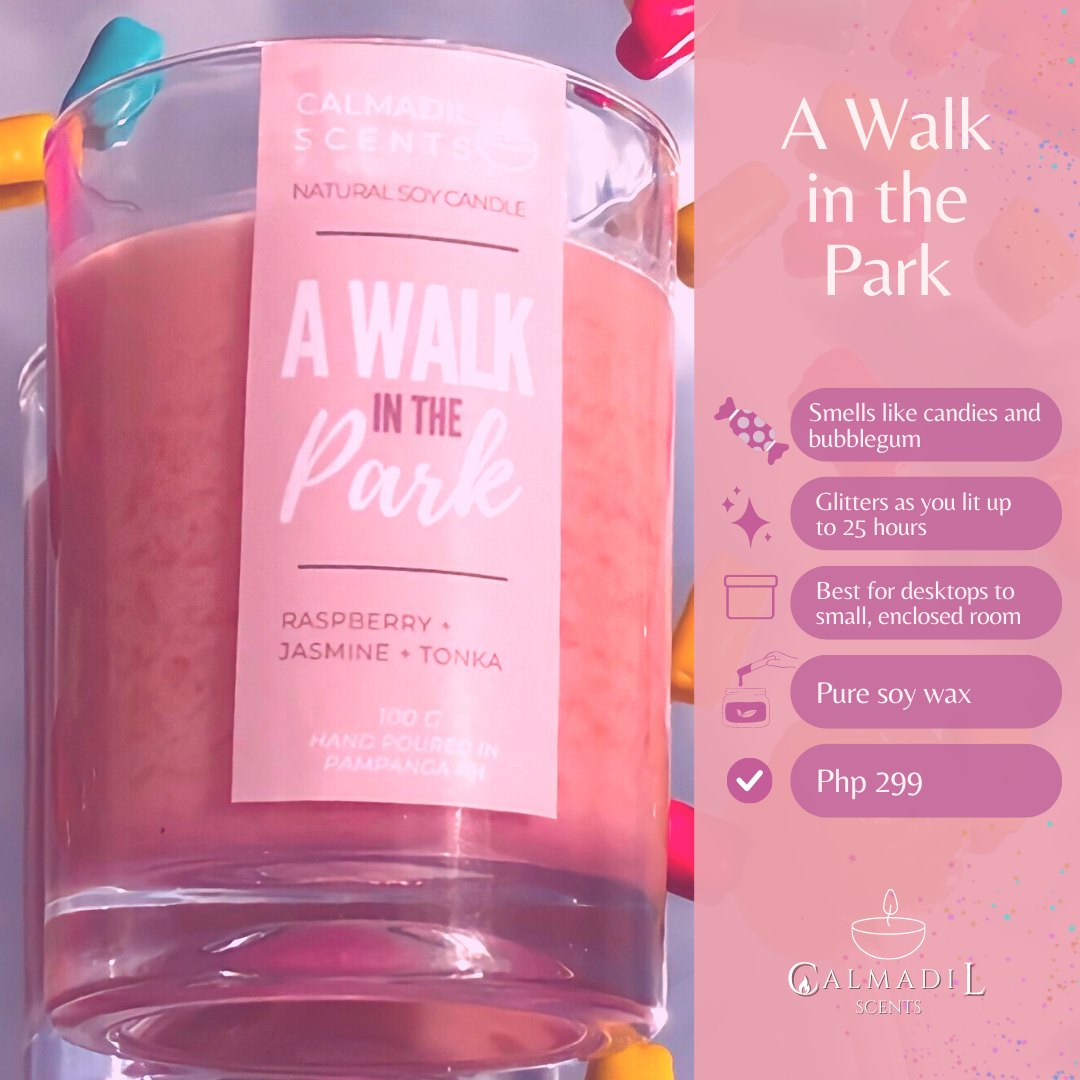 CALMADIL
SCENTS
NATURAL SOY CANDLE
A WALK
IN THE
Park
RASPBERRY +
JASMINE + TONKA
100 G
HAND POURED IN
PAMPANGA PH
A Walk
in the
Park
Smells like candies and
bubblegum
Glitters as you lit up
to 25 hours
Best for desktops to
small, enclosed room
Pure soy wax
Php 299
CALMADIL
SCENTS